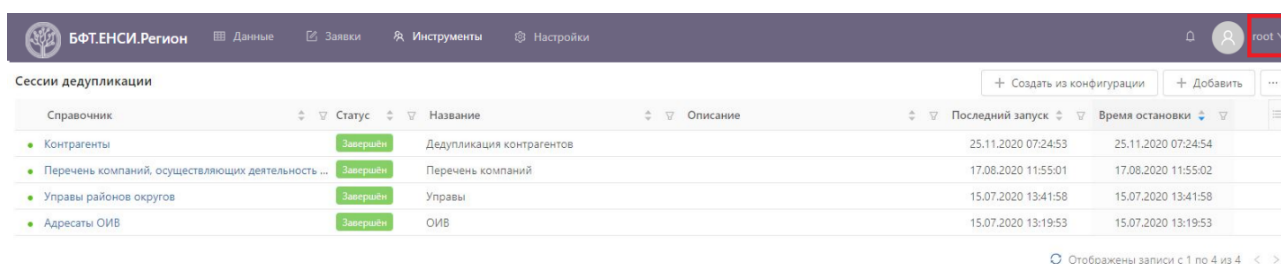 БФТ.ЕНСИ.Регион Данные Заявки Инструменты Настройки root
Сессии дедупликации + Создать из конфигурации + Добавить ...
Справочник Статус Название Описание Последний запуск Время остановки
Контрагенты Завершён Дедупликация контрагентов 25.11.2020 07:24:53 25.11.2020 07:24:54
Перечень компаний, осуществляющих деятельность ... Завершён Перечень компаний 17.08.2020 11:55:01 17.08.2020 11:55:02
Управы районов округов Завершён Управы 15.07.2020 13:41:58 15.07.2020 13:41:58
Адресаты ОИВ Завершён ОИВ 15.07.2020 13:19:53 15.07.2020 13:19:53
Отображены записи с 1 по 4 из 4 < >